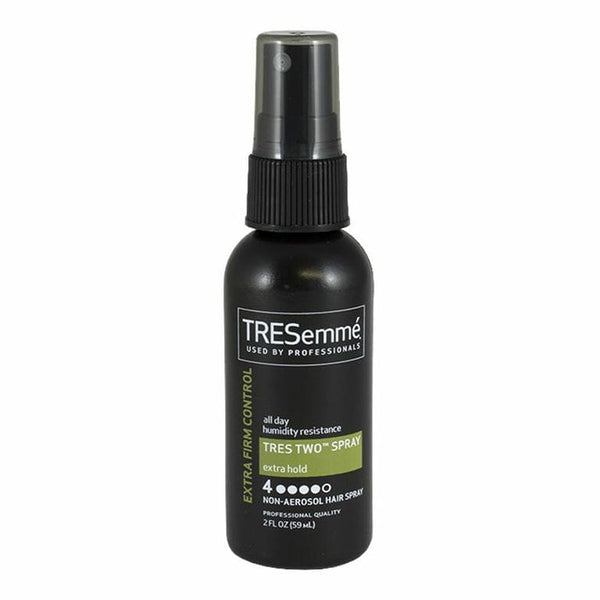 TRESemmé
USED BY PROFESSIONALS
EXTRA FIRM CONTROL
all day
humidity resistance
TRES TWO™ SPRAY
extra hold
4
NON-AEROSOL HAIR SPRAY
PROFESSIONAL QUALITY
2 FL OZ (59 mL)